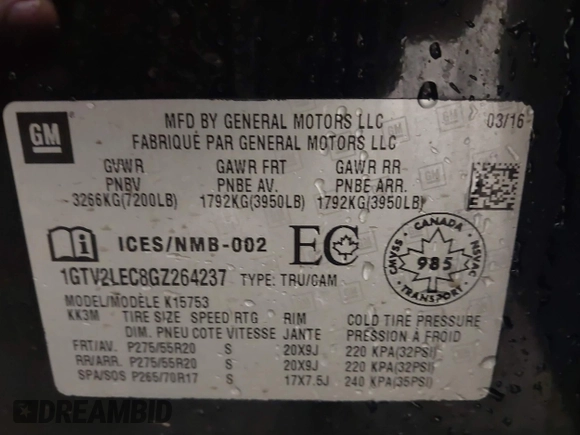 GM
MFD BY GENERAL MOTORS LLC
03/16
FABRIQUÉ PAR GENERAL MOTORS LLC
GVWR GAWR FRT GAWR RR
PNBV PNBE AV. PNBE ARR.
3266KG(7200LB) 1792KG(3950LB) 1792KG(3950LB)
ICES/NMB-002 EC
CANADA
CMVSS 985 NSVAC
TRANSPORT
1GTV2LEC8GZ264237 TYPE: TRU/CAM
MODEL/MODÈLE K15753
KK3M TIRE SIZE SPEED RTG RIM COLD TIRE PRESSURE
DIM. PNEU COTE VITESSE JANTE PRESSION À FROID
FRT/AV. P275/55R20 S 20X9J 220 KPA(32PSI)
RR/ARR. P275/55R20 S 20X9J 220 KPA(32PSI)
SPA/SOS P265/70R17 S 17X7.5J 240 KPA(35PSI)
DREAMBID